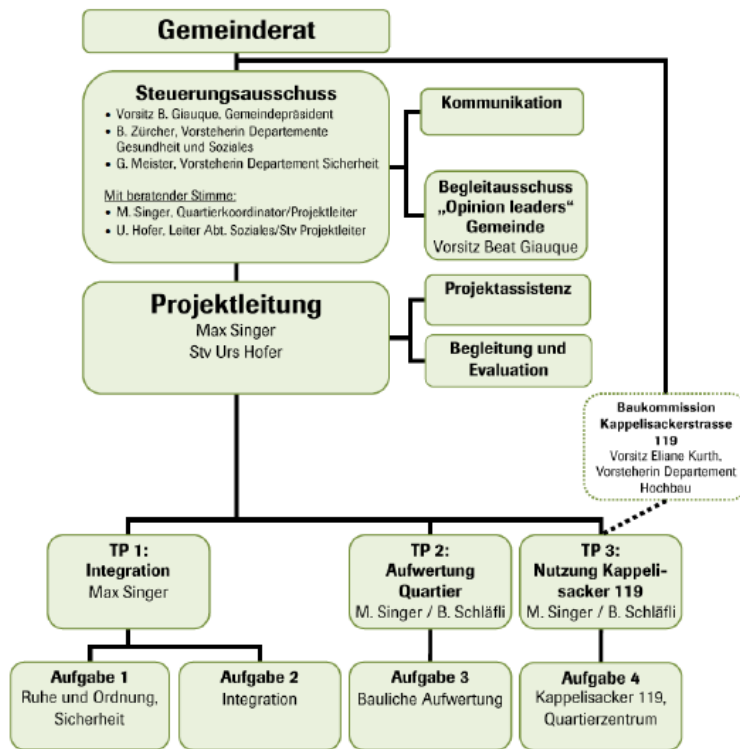 Gemeinderat
Steuerungsausschuss
• Vorsitz B. Giauque, Gemeindepräsident
• B. Zürcher, Vorsteherin Departemente
Gesundheit und Soziales
• G. Meister, Vorsteherin Departement Sicherheit
Mit beratender Stimme:
• M. Singer, Quartierkoordinator/Projektleiter
• U. Hofer, Leiter Abt. Soziales/Stv Projektleiter
Kommunikation
Begleitausschuss
„Opinion leaders“
Gemeinde
Vorsitz Beat Giauque
Projektleitung
Max Singer
Stv Urs Hofer
Projektassistenz
Begleitung und
Evaluation
Baukommission
Kappelisackerstrasse
119
Vorsitz Eliane Kurth,
Vorsteherin Departement
Hochbau
TP 1:
Integration
Max Singer
TP 2:
Aufwertung
Quartier
M. Singer / B. Schläfli
TP 3:
Nutzung Kappeli-
sacker 119
M. Singer / B. Schläfli
Aufgabe 1
Ruhe und Ordnung,
Sicherheit
Aufgabe 2
Integration
Aufgabe 3
Bauliche Aufwertung
Aufgabe 4
Kappelisacker 119,
Quartierzentrum